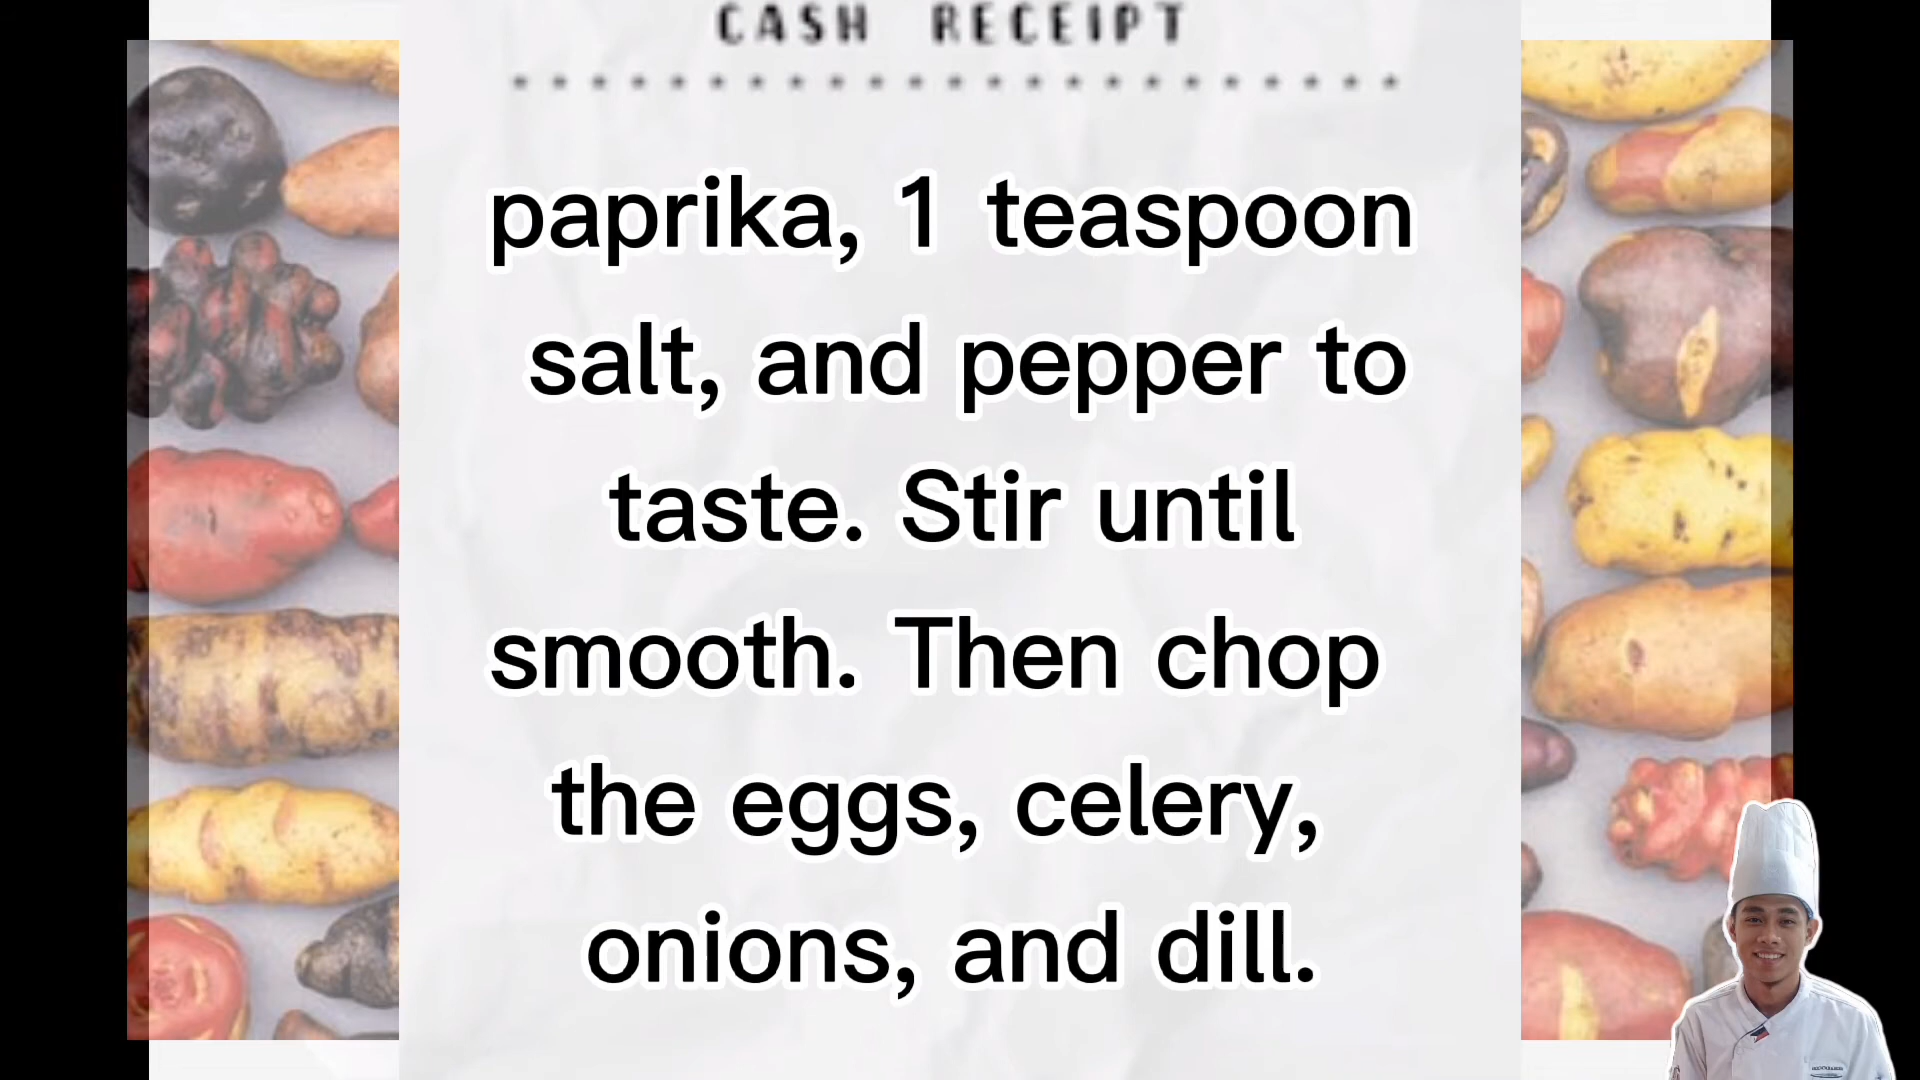 CASH RECEIPT
paprika, 1 teaspoon
salt, and pepper to
taste. Stir until
smooth. Then chop
the eggs, celery,
onions, and dill.